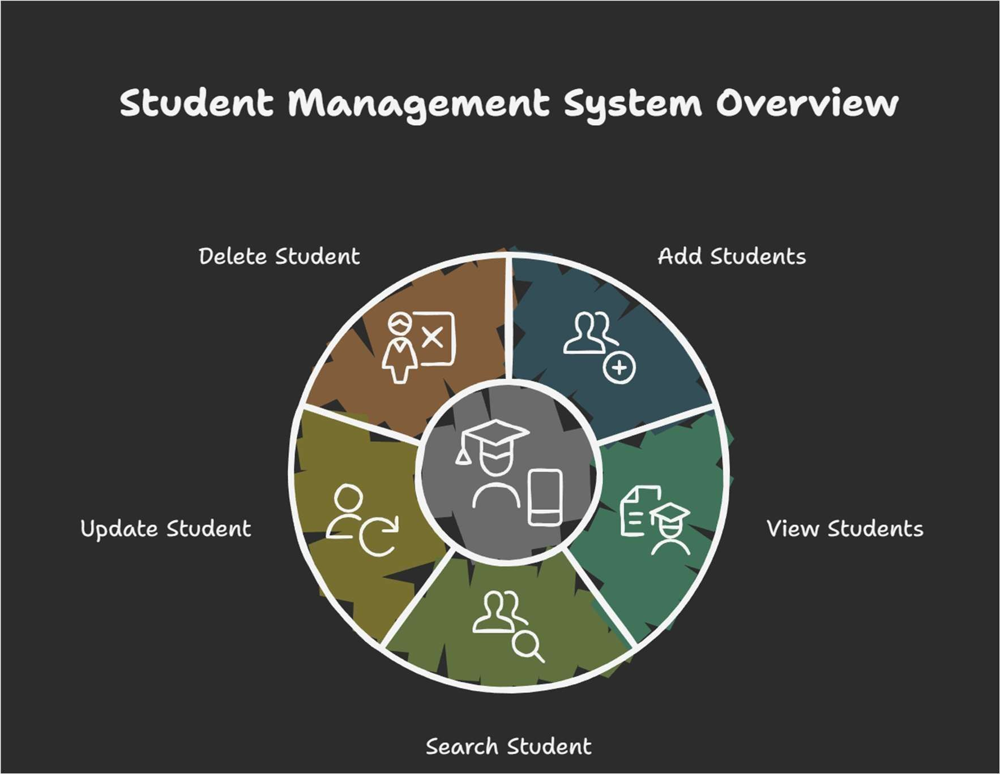 Student Management System Overview
Delete Student
Add Students
Update Student
View Students
Search Student